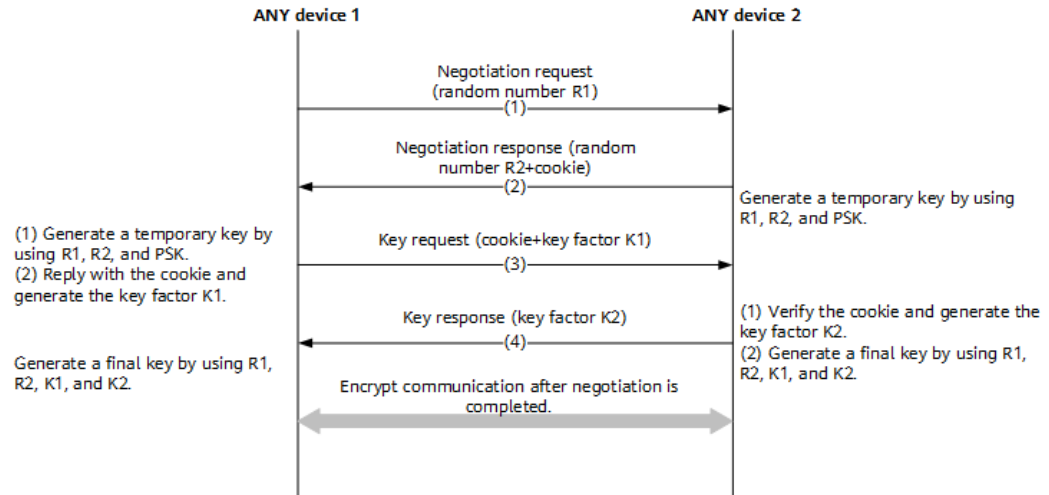 ANY device 1
ANY device 2
Negotiation request
(random number R1)
(1)
Negotiation response (random
number R2+cookie)
(2)
Generate a temporary key by using
R1, R2, and PSK.
(1) Generate a temporary key by
using R1, R2, and PSK.
(2) Reply with the cookie and
generate the key factor K1.
Key request (cookie+key factor K1)
(3)
Key response (key factor K2)
(4)
(1) Verify the cookie and generate the
key factor K2.
(2) Generate a final key by using R1,
R2, K1, and K2.
Generate a final key by using R1,
R2, K1, and K2.
Encrypt communication after negotiation is
completed.